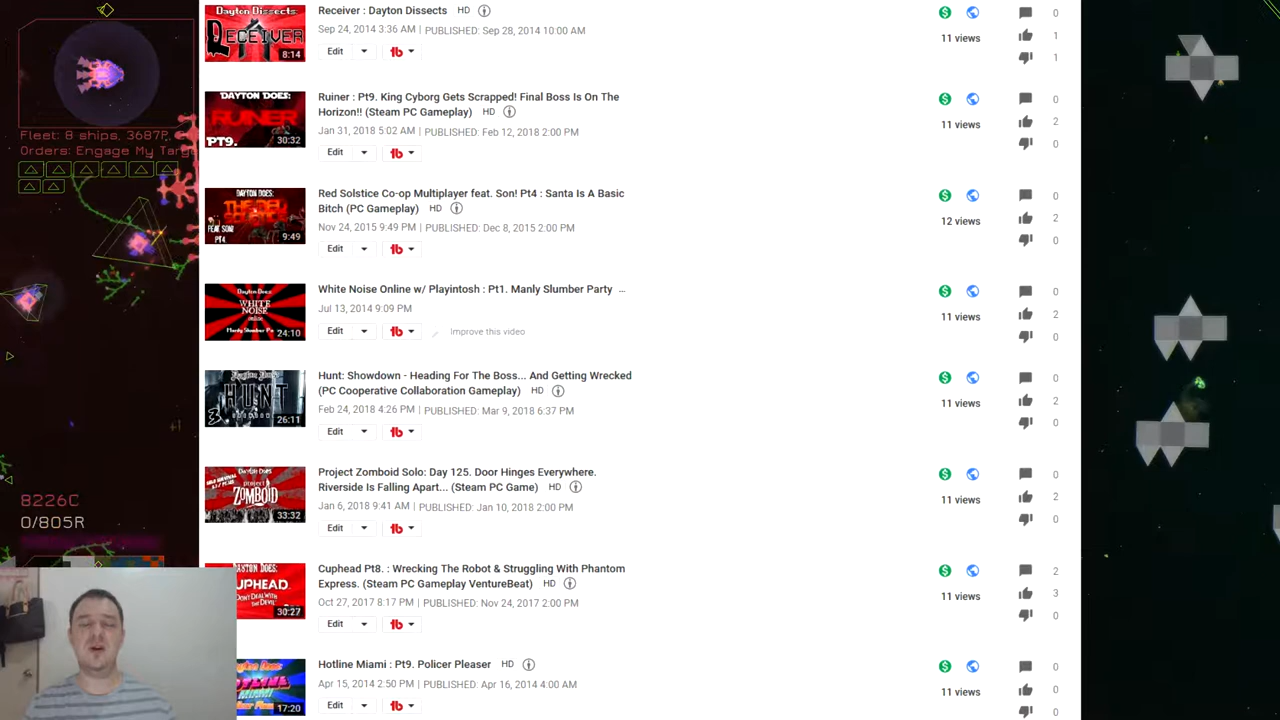 Dayton Dissects
RECEIVER
8:14
Receiver : Dayton Dissects HD
Sep 24, 2014 3:36 AM | PUBLISHED: Sep 28, 2014 10:00 AM
Edit
11 views
0
1
1
Fleet: 8 ships, 3687P,
Orders: Engage My Targ
DAYTON DOES:
RUINER
PT9.
30:32
Ruiner : Pt9. King Cyborg Gets Scrapped! Final Boss Is On The
Horizon!! (Steam PC Gameplay) HD
Jan 31, 2018 5:02 AM | PUBLISHED: Feb 12, 2018 2:00 PM
Edit
11 views
0
2
0
DAYTON DOES:
FEAT SON!
PT4
9:49
Red Solstice Co-op Multiplayer feat. Son! Pt4 : Santa Is A Basic
Bitch (PC Gameplay) HD
Nov 24, 2015 9:49 PM | PUBLISHED: Dec 8, 2015 2:00 PM
Edit
12 views
0
2
0
Dayton Does:
WHITE
NOISE
online
Manly Slumber Pa
24:10
White Noise Online w/ Playintosh : Pt1. Manly Slumber Party ...
Jul 13, 2014 9:09 PM
Edit
Improve this video
11 views
0
2
0
HUNT
3.
26:11
Hunt: Showdown - Heading For The Boss... And Getting Wrecked
(PC Cooperative Collaboration Gameplay) HD
Feb 24, 2018 4:26 PM | PUBLISHED: Mar 9, 2018 6:37 PM
Edit
11 views
0
2
0
8226C
0/805R
Dayton Does
project
ZOMBOID
33:32
Project Zomboid Solo: Day 125. Door Hinges Everywhere.
Riverside Is Falling Apart... (Steam PC Game) HD
Jan 6, 2018 9:41 AM | PUBLISHED: Jan 10, 2018 2:00 PM
Edit
11 views
0
2
0
DAYTON DOES:
UPHEAD
DON'T DEAL WITH
THE DEVIL
30:27
Cuphead Pt8. : Wrecking The Robot & Struggling With Phantom
Express. (Steam PC Gameplay VentureBeat) HD
Oct 27, 2017 8:17 PM | PUBLISHED: Nov 24, 2017 2:00 PM
Edit
11 views
2
3
0
17:20
Hotline Miami : Pt9. Policer Pleaser HD
Apr 15, 2014 2:50 PM | PUBLISHED: Apr 16, 2014 4:00 AM
Edit
11 views
0
0
0